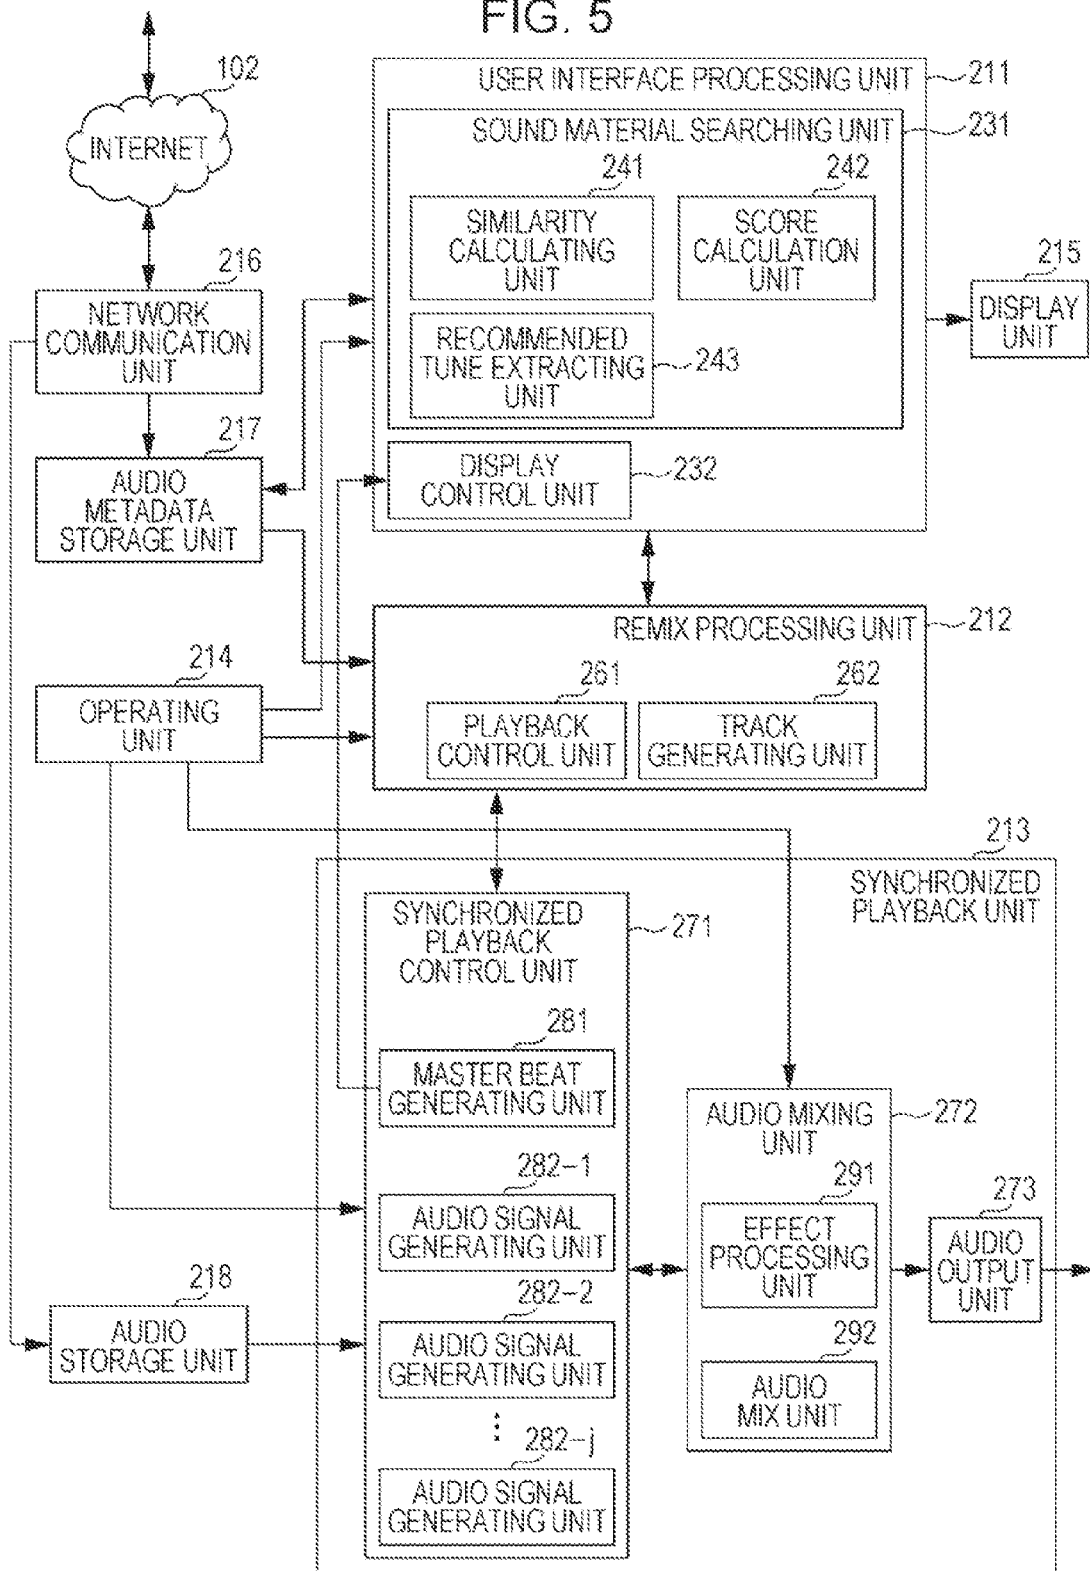 FIG. 5
102
INTERNET
USER INTERFACE PROCESSING UNIT
211
SOUND MATERIAL SEARCHING UNIT
231
241
SIMILARITY
CALCULATING
UNIT
242
SCORE
CALCULATION
UNIT
RECOMMENDED
TUNE EXTRACTING
UNIT
243
DISPLAY
CONTROL UNIT
232
215
DISPLAY
UNIT
216
NETWORK
COMMUNICATION
UNIT
217
AUDIO
METADATA
STORAGE UNIT
REMIX PROCESSING UNIT
212
261
PLAYBACK
CONTROL UNIT
262
TRACK
GENERATING UNIT
214
OPERATING
UNIT
213
SYNCHRONIZED
PLAYBACK UNIT
SYNCHRONIZED
PLAYBACK
CONTROL UNIT
271
281
MASTER BEAT
GENERATING UNIT
282-1
AUDIO SIGNAL
GENERATING UNIT
282-2
AUDIO SIGNAL
GENERATING UNIT
282-j
AUDIO SIGNAL
GENERATING UNIT
AUDIO MIXING
UNIT
272
291
EFFECT
PROCESSING
UNIT
292
AUDIO
MIX UNIT
273
AUDIO
OUTPUT
UNIT
218
AUDIO
STORAGE UNIT